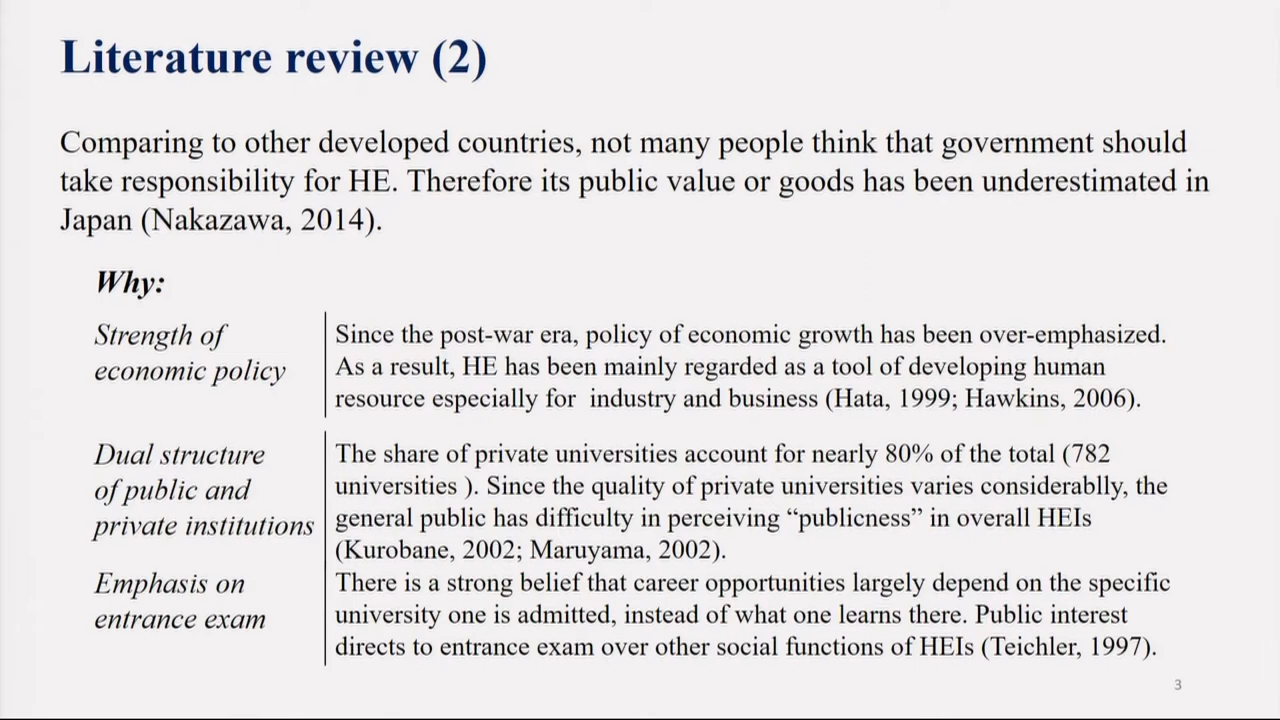 Literature review (2)
Comparing to other developed countries, not many people think that government should
take responsibility for HE. Therefore its public value or goods has been underestimated in
Japan (Nakazawa, 2014).
Why:
Strength of
economic policy
Since the post-war era, policy of economic growth has been over-emphasized.
As a result, HE has been mainly regarded as a tool of developing human
resource especially for industry and business (Hata, 1999; Hawkins, 2006).
Dual structure
of public and
private institutions
The share of private universities account for nearly 80% of the total (782
universities ). Since the quality of private universities varies considerablly, the
general public has difficulty in perceiving “publicness” in overall HEIs
(Kurobane, 2002; Maruyama, 2002).
Emphasis on
entrance exam
There is a strong belief that career opportunities largely depend on the specific
university one is admitted, instead of what one learns there. Public interest
directs to entrance exam over other social functions of HEIs (Teichler, 1997).
3